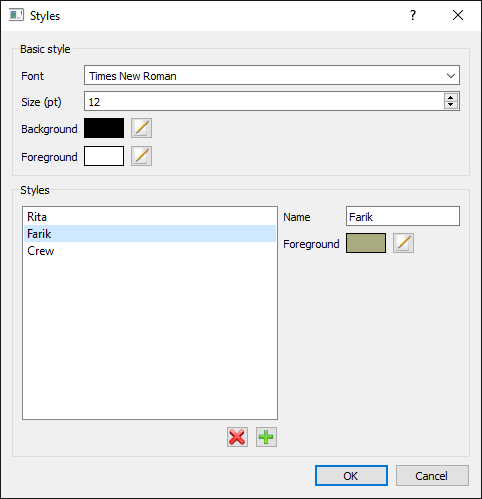 Styles
?
Basic style
Font Times New Roman
Size (pt) 12
Background
Foreground
Styles
Rita
Farik
Crew
Name Farik
Foreground
OK Cancel